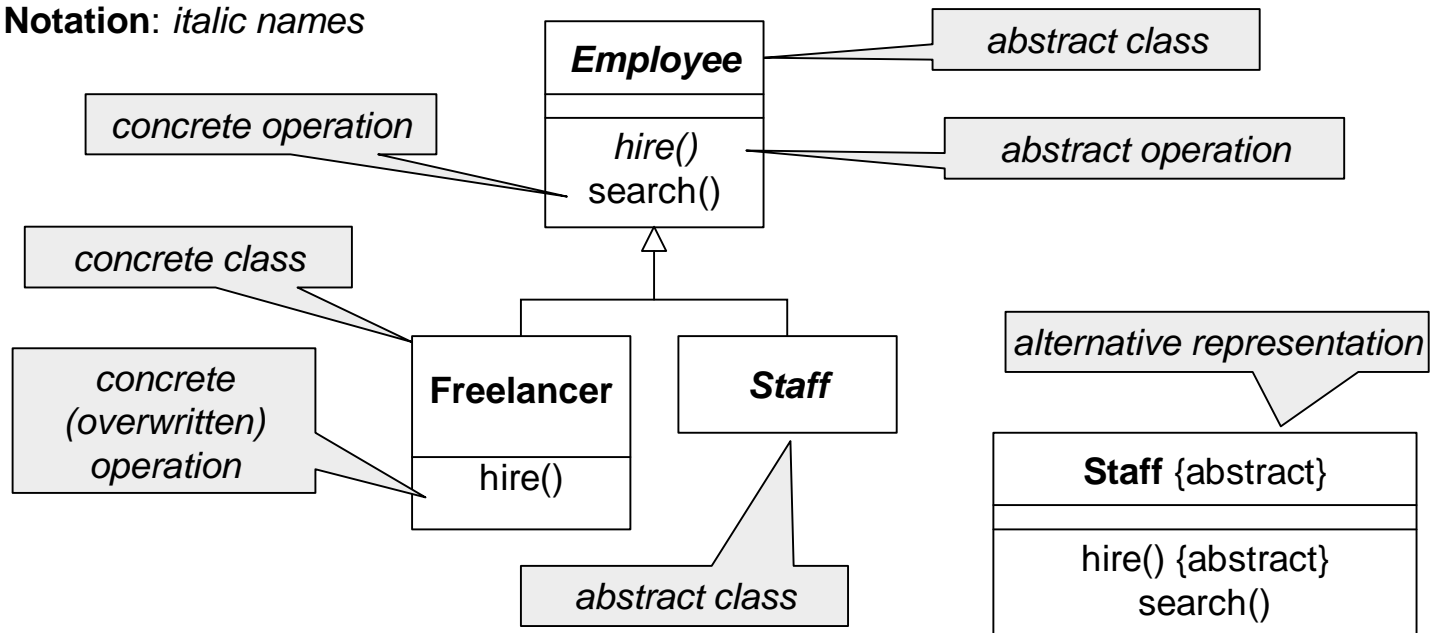 Notation: italic names
Employee
abstract class
concrete operation
hire()
search()
abstract operation
concrete class
Freelancer
hire()
Staff
alternative representation
concrete
(overwritten)
operation
abstract class
Staff {abstract}
hire() {abstract}
search()